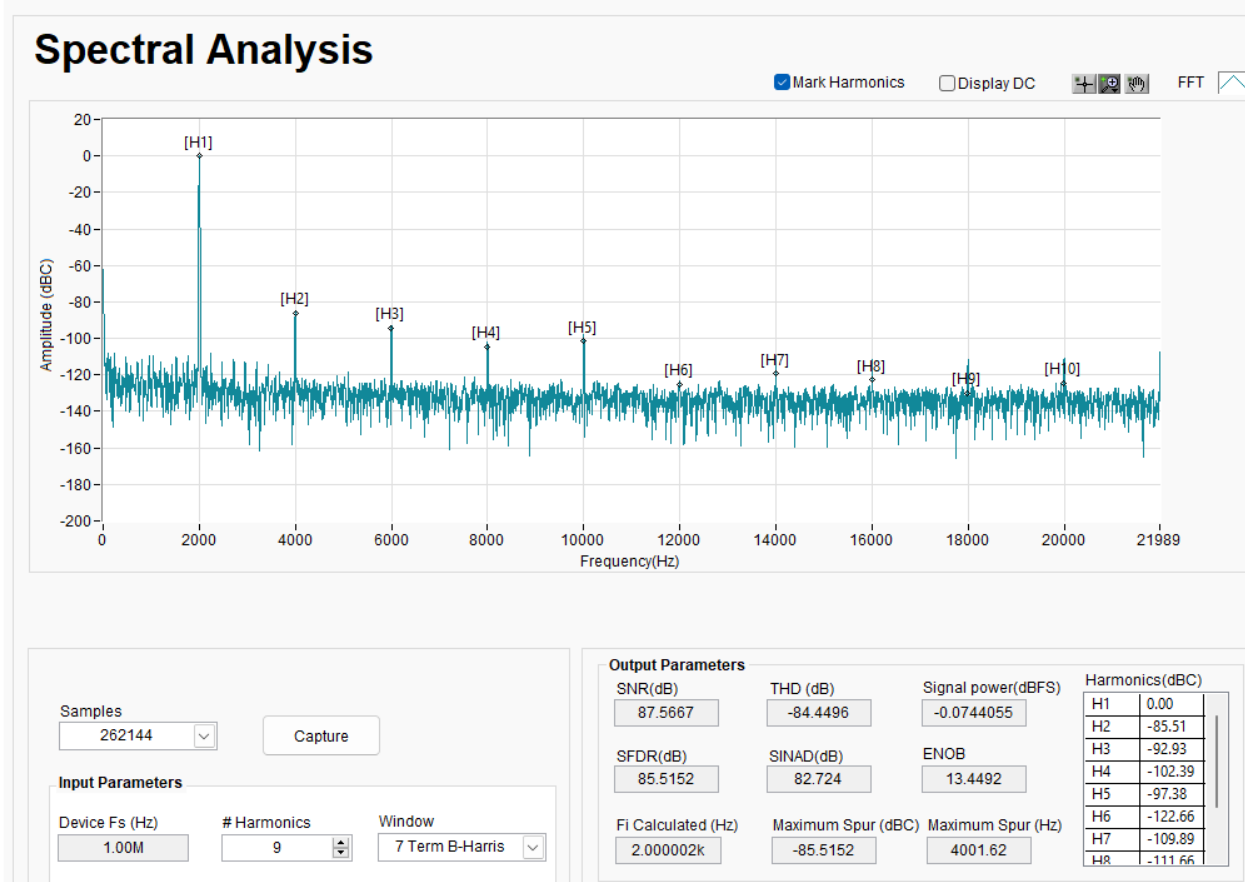 Spectral Analysis
Mark Harmonics Display DC FFT
20
0
-20
-40
-60
-80
-100
-120
-140
-160
-180
-200
Amplitude (dBC)
[H1]
[H2]
[H3]
[H4]
[H5]
[H6]
[H7]
[H8]
[H9]
[H10]
0 2000 4000 6000 8000 10000 12000 14000 16000 18000 20000 21989
Frequency(Hz)
Samples
262144
Capture
Input Parameters
Device Fs (Hz) # Harmonics Window
1.00M 9 7 Term B-Harris
Output Parameters
SNR(dB) THD (dB) Signal power(dBFS)
87.5667 -84.4496 -0.0744055
SFDR(dB) SINAD(dB) ENOB
85.5152 82.724 13.4492
Fi Calculated (Hz) Maximum Spur (dBC) Maximum Spur (Hz)
2.000002k -85.5152 4001.62
Harmonics(dBC)
H1 0.00
H2 -85.51
H3 -92.93
H4 -102.39
H5 -97.38
H6 -122.66
H7 -109.89
H8 -111.66